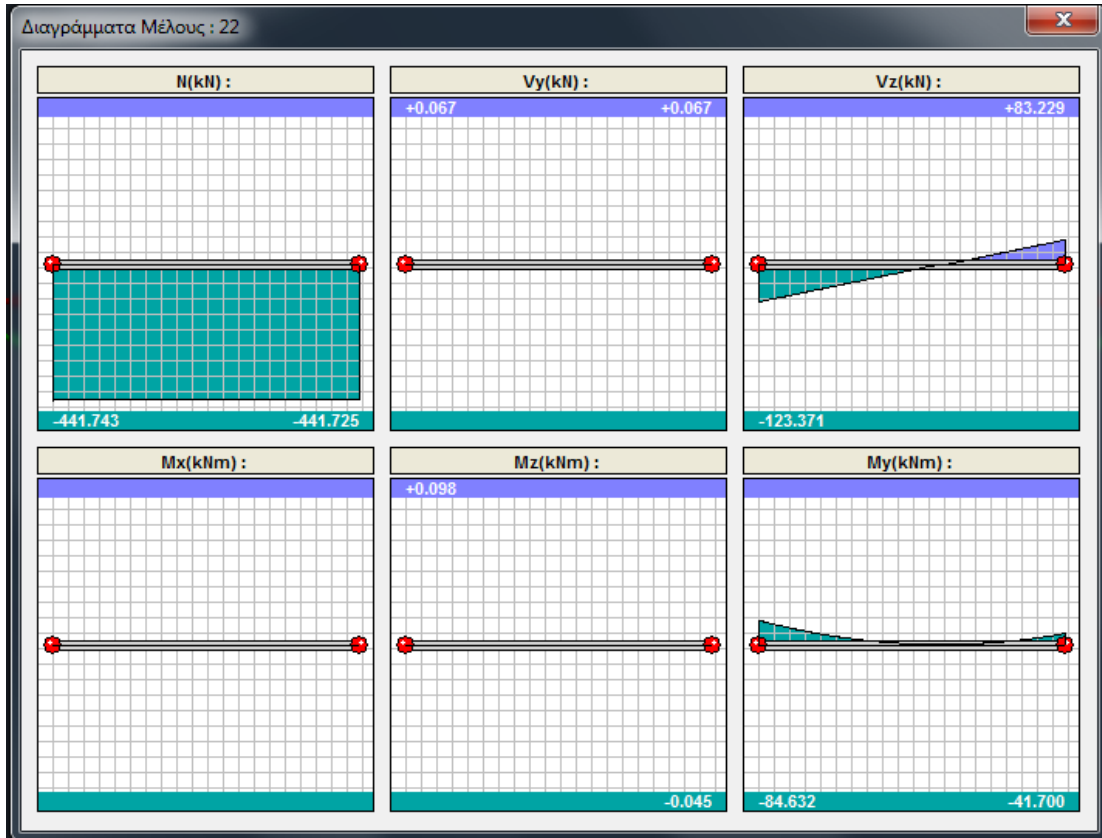 Διαγράμματα Μέλους : 22
N(kN) :
Vy(kN) :
Vz(kN) :
+0.067 +0.067
+83.229
-441.743 -441.725
-123.371
Mx(kNm) :
Mz(kNm) :
My(kNm) :
+0.098
-0.045
-84.632 -41.700